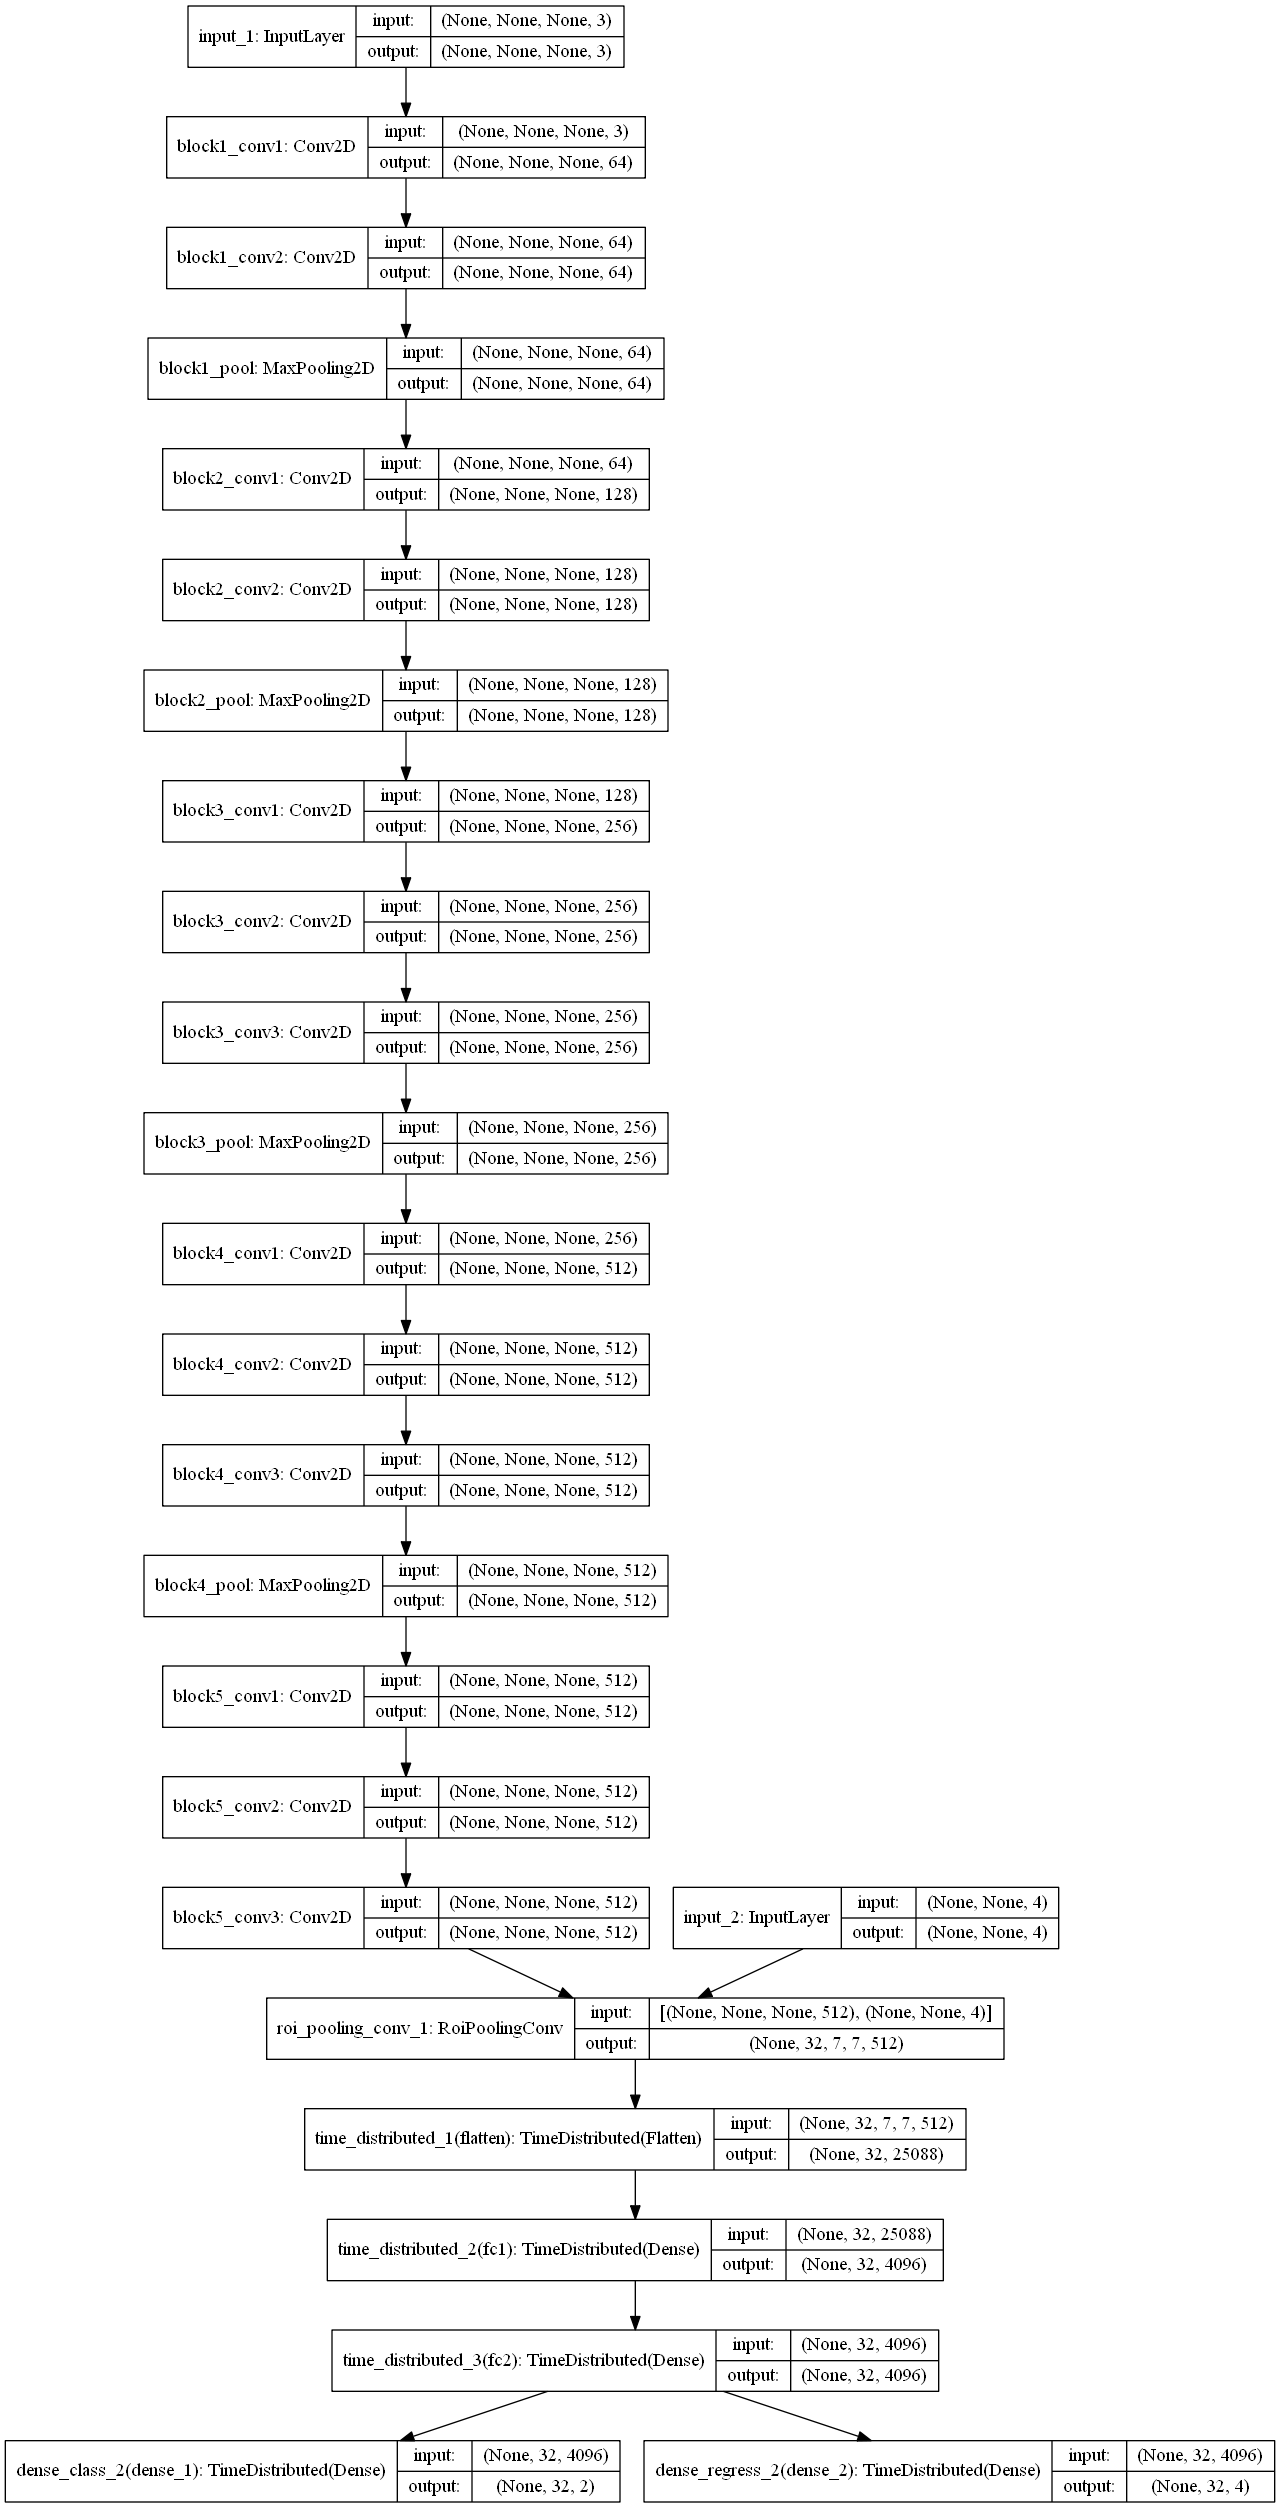 input_1: InputLayer
input: (None, None, None, 3)
output: (None, None, None, 3)
block1_conv1: Conv2D
input: (None, None, None, 3)
output: (None, None, None, 64)
block1_conv2: Conv2D
input: (None, None, None, 64)
output: (None, None, None, 64)
block1_pool: MaxPooling2D
input: (None, None, None, 64)
output: (None, None, None, 64)
block2_conv1: Conv2D
input: (None, None, None, 64)
output: (None, None, None, 128)
block2_conv2: Conv2D
input: (None, None, None, 128)
output: (None, None, None, 128)
block2_pool: MaxPooling2D
input: (None, None, None, 128)
output: (None, None, None, 128)
block3_conv1: Conv2D
input: (None, None, None, 128)
output: (None, None, None, 256)
block3_conv2: Conv2D
input: (None, None, None, 256)
output: (None, None, None, 256)
block3_conv3: Conv2D
input: (None, None, None, 256)
output: (None, None, None, 256)
block3_pool: MaxPooling2D
input: (None, None, None, 256)
output: (None, None, None, 256)
block4_conv1: Conv2D
input: (None, None, None, 256)
output: (None, None, None, 512)
block4_conv2: Conv2D
input: (None, None, None, 512)
output: (None, None, None, 512)
block4_conv3: Conv2D
input: (None, None, None, 512)
output: (None, None, None, 512)
block4_pool: MaxPooling2D
input: (None, None, None, 512)
output: (None, None, None, 512)
block5_conv1: Conv2D
input: (None, None, None, 512)
output: (None, None, None, 512)
block5_conv2: Conv2D
input: (None, None, None, 512)
output: (None, None, None, 512)
block5_conv3: Conv2D
input: (None, None, None, 512)
output: (None, None, None, 512)
input_2: InputLayer
input: (None, None, 4)
output: (None, None, 4)
roi_pooling_conv_1: RoiPoolingConv
input: [(None, None, None, 512), (None, None, 4)]
output: (None, 32, 7, 7, 512)
time_distributed_1(flatten): TimeDistributed(Flatten)
input: (None, 32, 7, 7, 512)
output: (None, 32, 25088)
time_distributed_2(fc1): TimeDistributed(Dense)
input: (None, 32, 25088)
output: (None, 32, 4096)
time_distributed_3(fc2): TimeDistributed(Dense)
input: (None, 32, 4096)
output: (None, 32, 4096)
dense_class_2(dense_1): TimeDistributed(Dense)
input: (None, 32, 4096)
output: (None, 32, 2)
dense_regress_2(dense_2): TimeDistributed(Dense)
input: (None, 32, 4096)
output: (None, 32, 4)